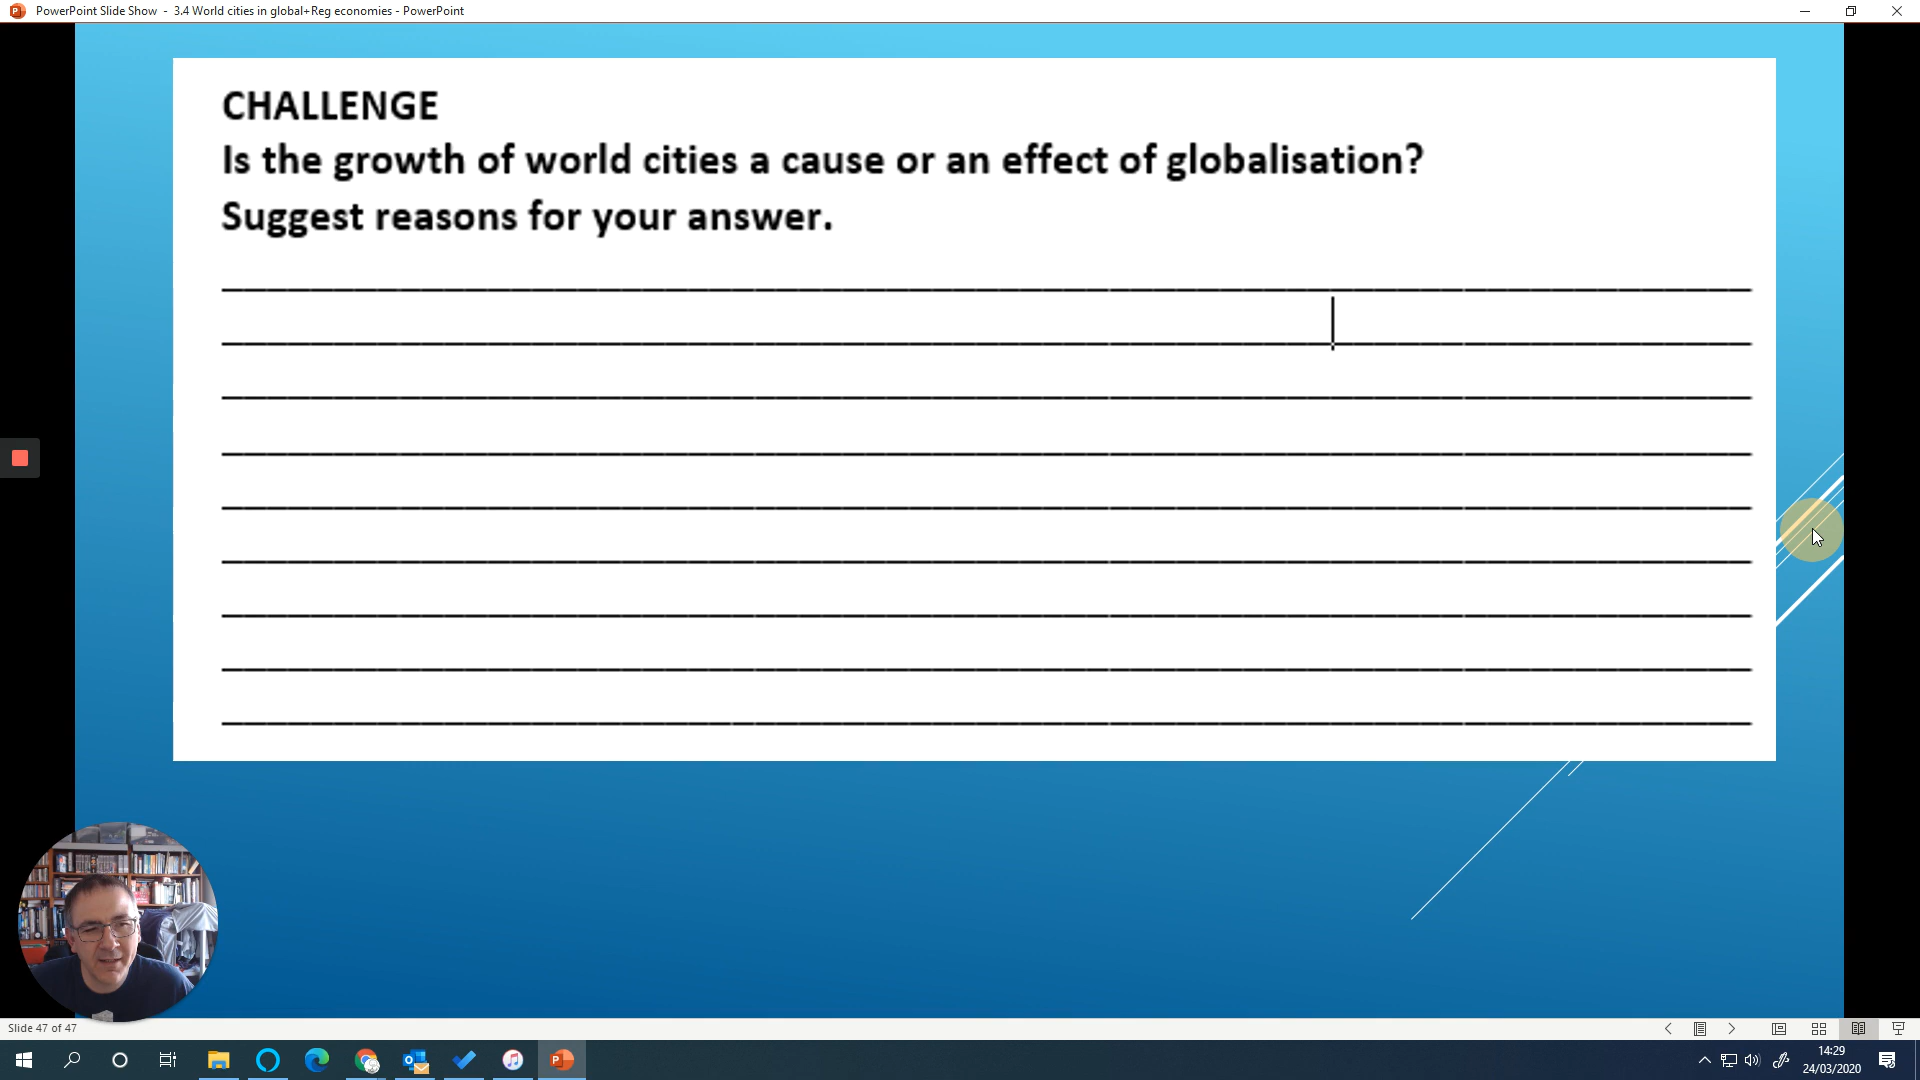 PowerPoint Slide Show - 3.4 World cities in global+Reg economies - PowerPoint
CHALLENGE
Is the growth of world cities a cause or an effect of globalisation?
Suggest reasons for your answer.
Slide 47 of 47
14:29
24/03/2020